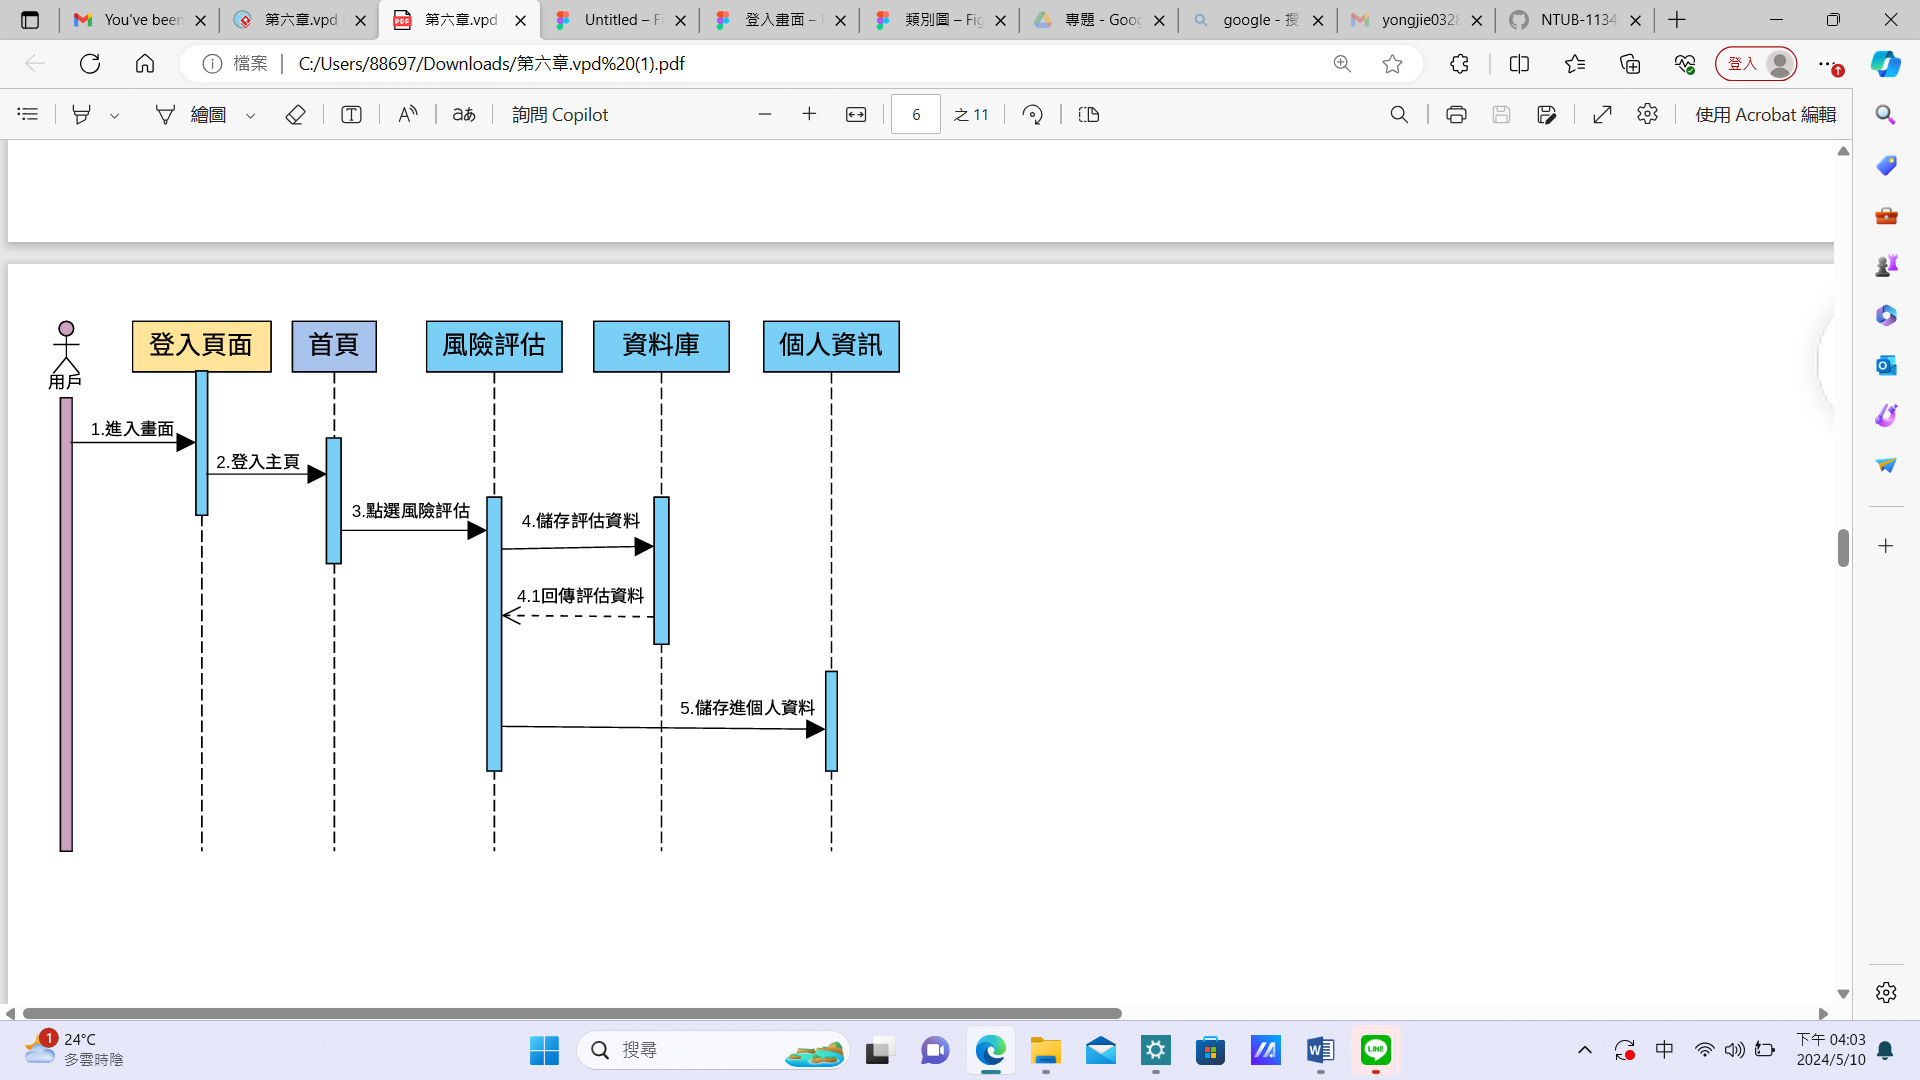 You've been
第六章.vpd
第六章.vpd
Untitled – Fi
登入畫面 –
類別圖 – Fig
專題 - Goog
google - 搜
yongjie0328
NTUB-1134
檔案
C:/Users/88697/Downloads/第六章.vpd%20(1).pdf
登入
繪圖
aあ
詢問 Copilot
6
之 11
使用 Acrobat 編輯
登入頁面
首頁
風險評估
資料庫
個人資訊
用戶
1.進入畫面
2.登入主頁
3.點選風險評估
4.儲存評估資料
4.1回傳評估資料
5.儲存進個人資料
1
24°C
多雲時陰
搜尋
中
下午 04:03
2024/5/10